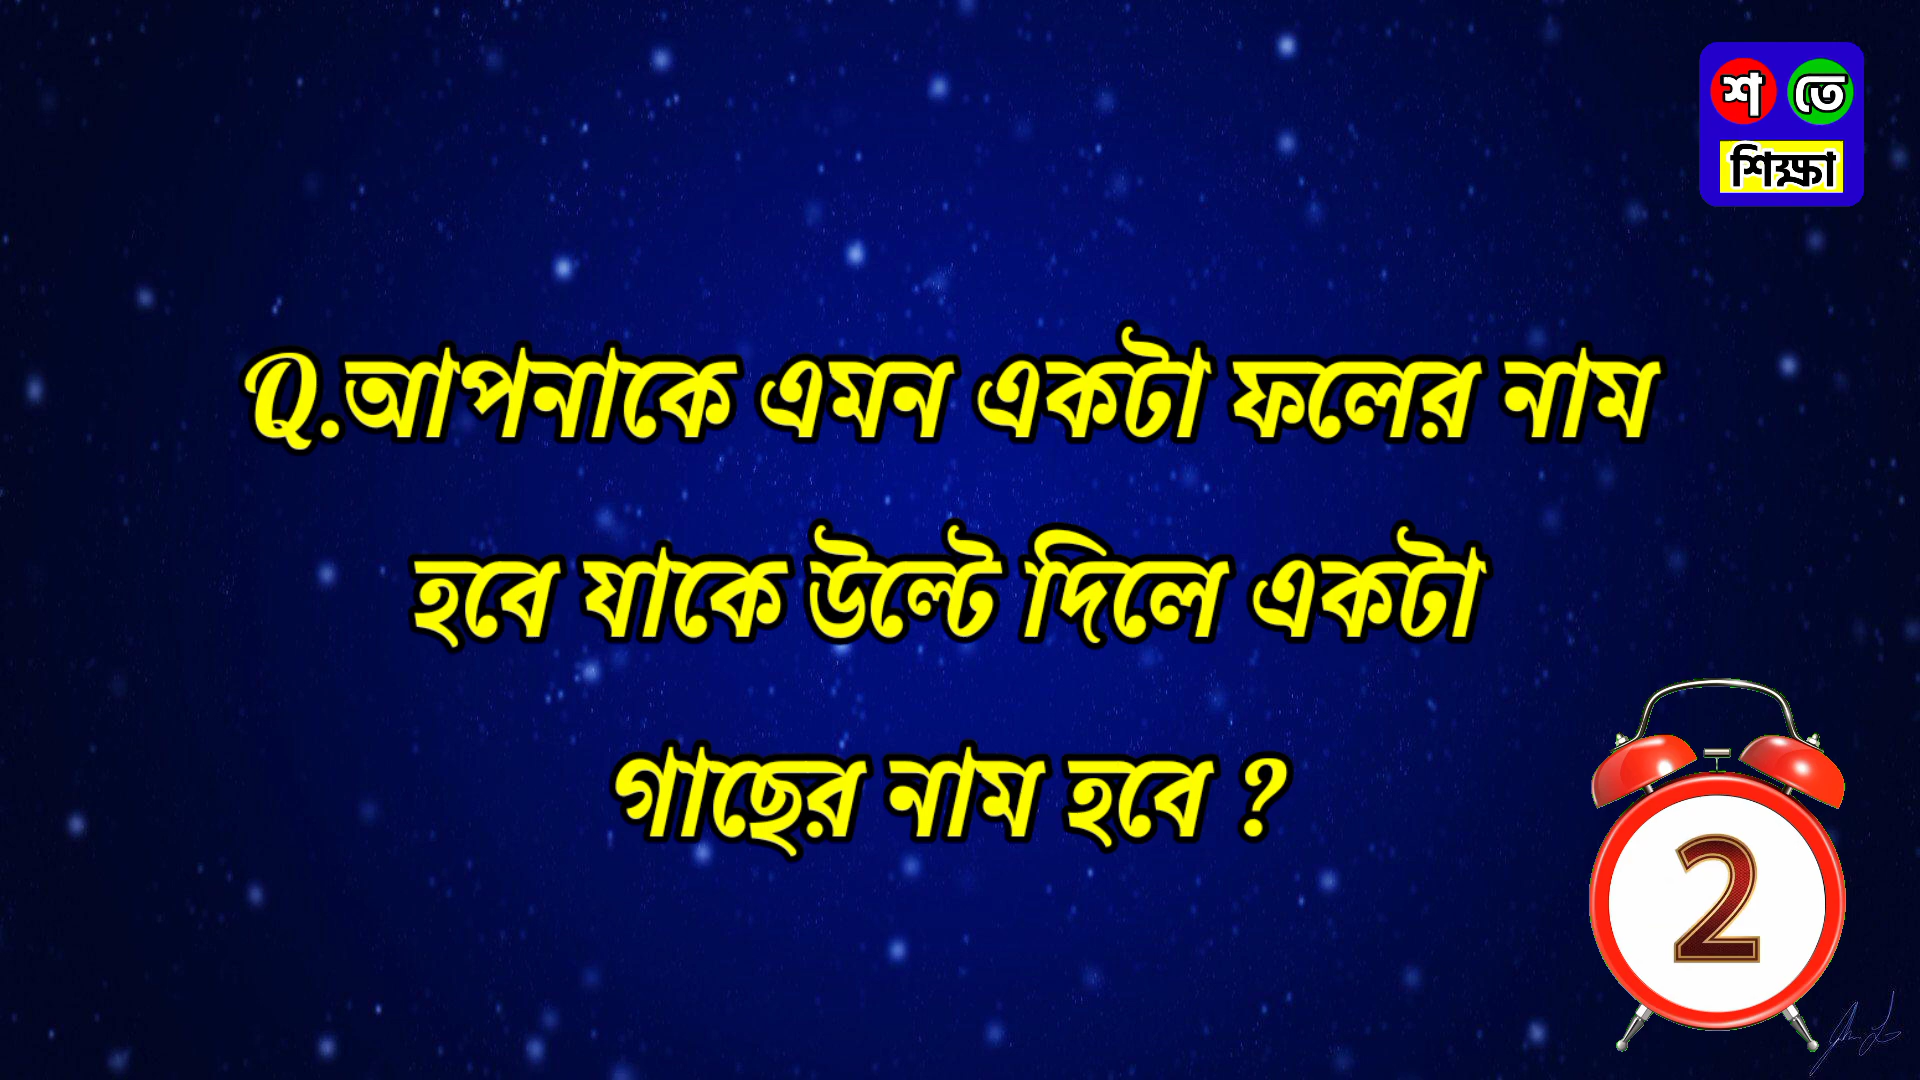 শ তে
শিক্ষা
Q.আপনাকে এমন একটা ফলের নাম
হবে যাকে উল্টে দিলে একটা
গাছের নাম হবে ?
2